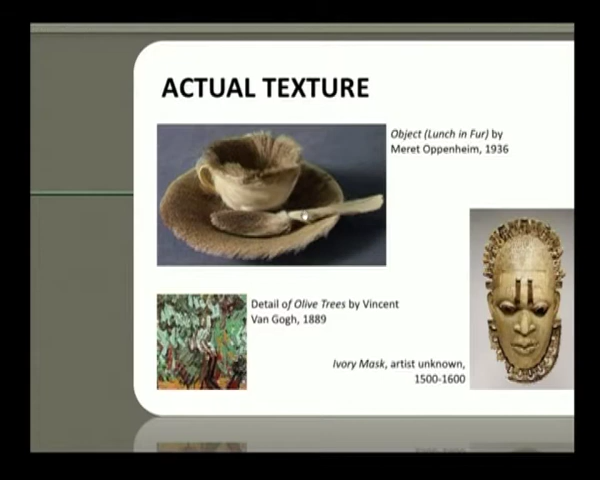 ACTUAL TEXTURE
Object (Lunch in Fur) by
Meret Oppenheim, 1936
Detail of Olive Trees by Vincent
Van Gogh, 1889
Ivory Mask, artist unknown,
1500-1600